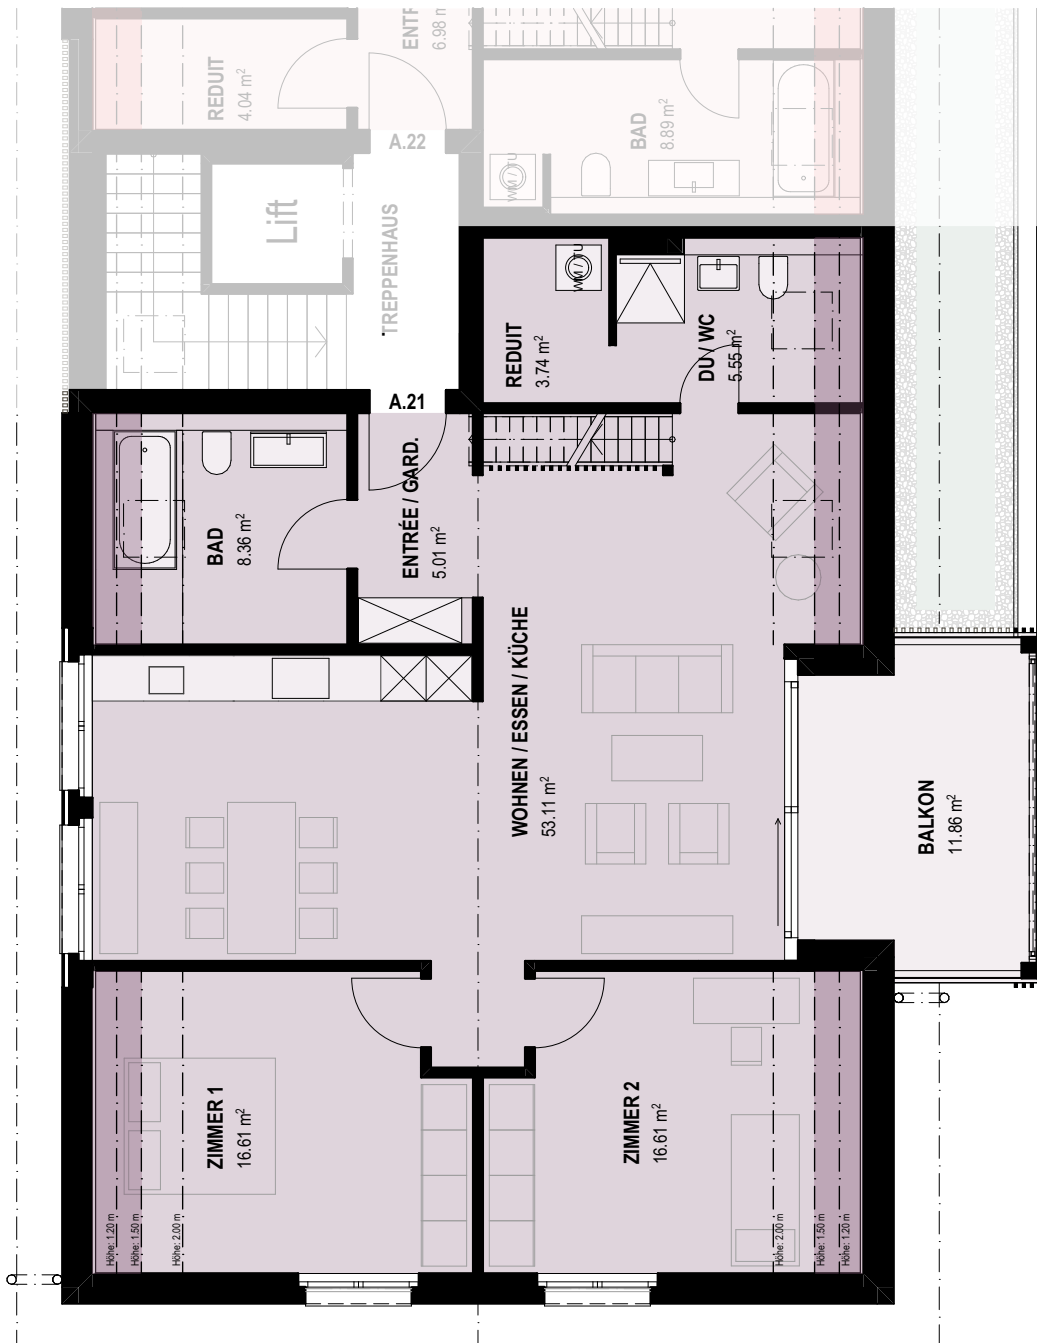 REDUIT
4.04 m²
ENTR
6.98 m²
A.22
BAD
8.89 m²
WM / TU
Lift
TREPPENHAUS
WM / TU
REDUIT
3.74 m²
DU / WC
5.55 m²
A.21
BAD
8.36 m²
ENTRÉE / GARD.
5.01 m²
WOHNEN / ESSEN / KÜCHE
53.11 m²
BALKON
11.86 m²
ZIMMER 1
16.61 m²
ZIMMER 2
16.61 m²
Höhe: 1.20 m
Höhe: 1.50 m
Höhe: 2.00 m
Höhe: 2.00 m
Höhe: 1.50 m
Höhe: 1.20 m